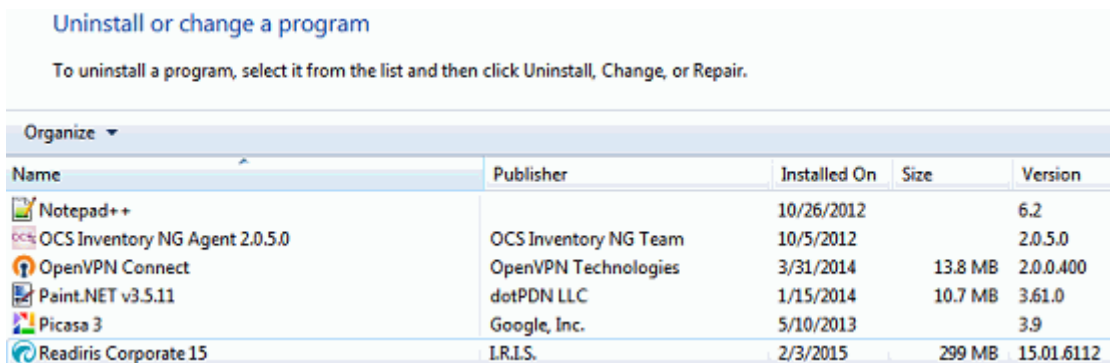 Uninstall or change a program
To uninstall a program, select it from the list and then click Uninstall, Change, or Repair.
Organize
Name Publisher Installed On Size Version
Notepad++ 10/26/2012 6.2
OCS Inventory NG Agent 2.0.5.0 OCS Inventory NG Team 10/5/2012 2.0.5.0
OpenVPN Connect OpenVPN Technologies 3/31/2014 13.8 MB 2.0.0.400
Paint.NET v3.5.11 dotPDN LLC 1/15/2014 10.7 MB 3.61.0
Picasa 3 Google, Inc. 5/10/2013 3.9
Readiris Corporate 15 I.R.I.S. 2/3/2015 299 MB 15.01.6112